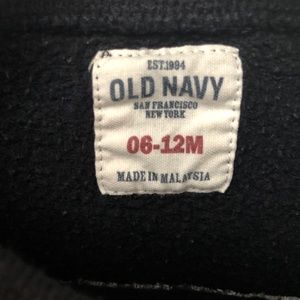 EST.1994
OLD NAVY
SAN FRANCISCO
NEW YORK
06-12M
MADE IN MALAYSIA